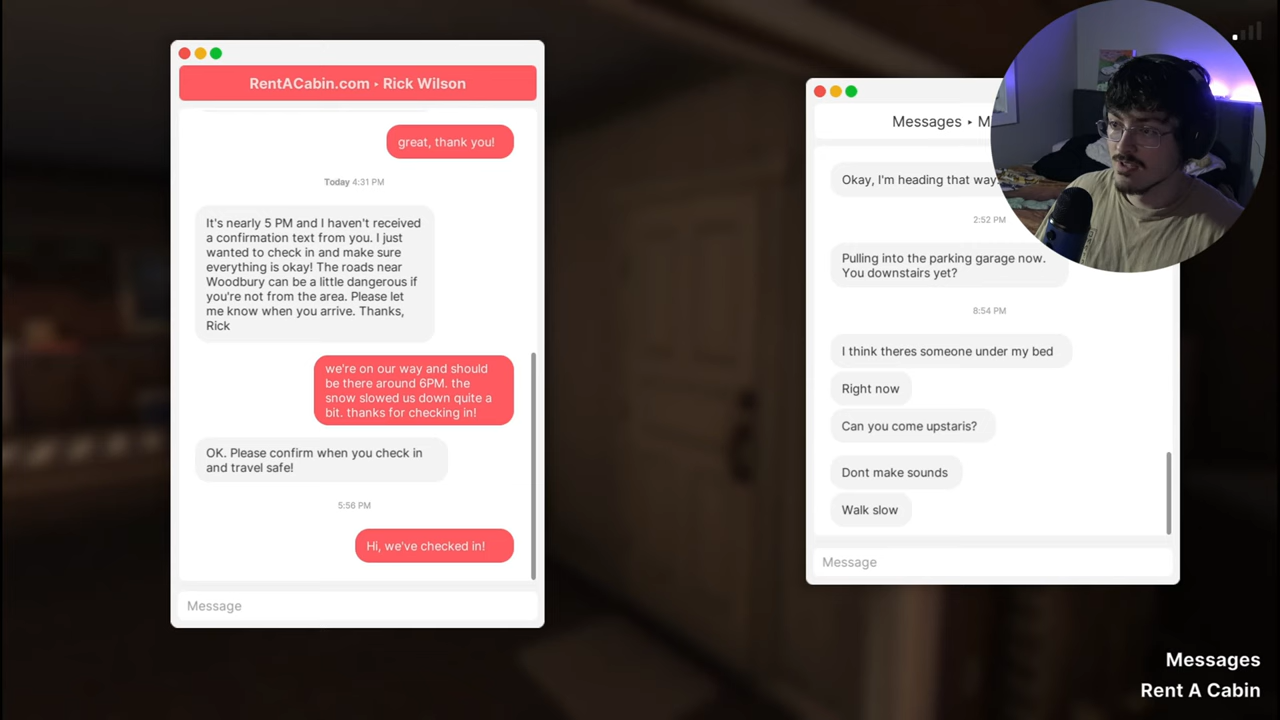 RentACabin.com ‣ Rick Wilson
great, thank you!
Today 4:31 PM
It's nearly 5 PM and I haven't received
a confirmation text from you. I just
wanted to check in and make sure
everything is okay! The roads near
Woodbury can be a little dangerous if
you're not from the area. Please let
me know when you arrive. Thanks,
Rick
we're on our way and should
be there around 6PM. the
snow slowed us down quite a
bit. thanks for checking in!
OK. Please confirm when you check in
and travel safe!
5:56 PM
Hi, we've checked in!
Message
Messages ‣
Okay, I'm heading that way
2:52 PM
Pulling into the parking garage now.
You downstairs yet?
8:54 PM
I think theres someone under my bed
Right now
Can you come upstaris?
Dont make sounds
Walk slow
Message
Messages
Rent A Cabin